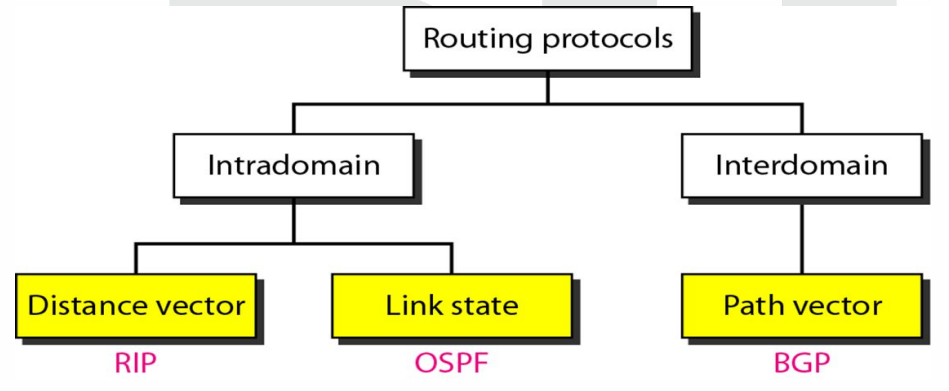 Routing protocols
Intradomain
Interdomain
Distance vector
Link state
Path vector
RIP
OSPF
BGP